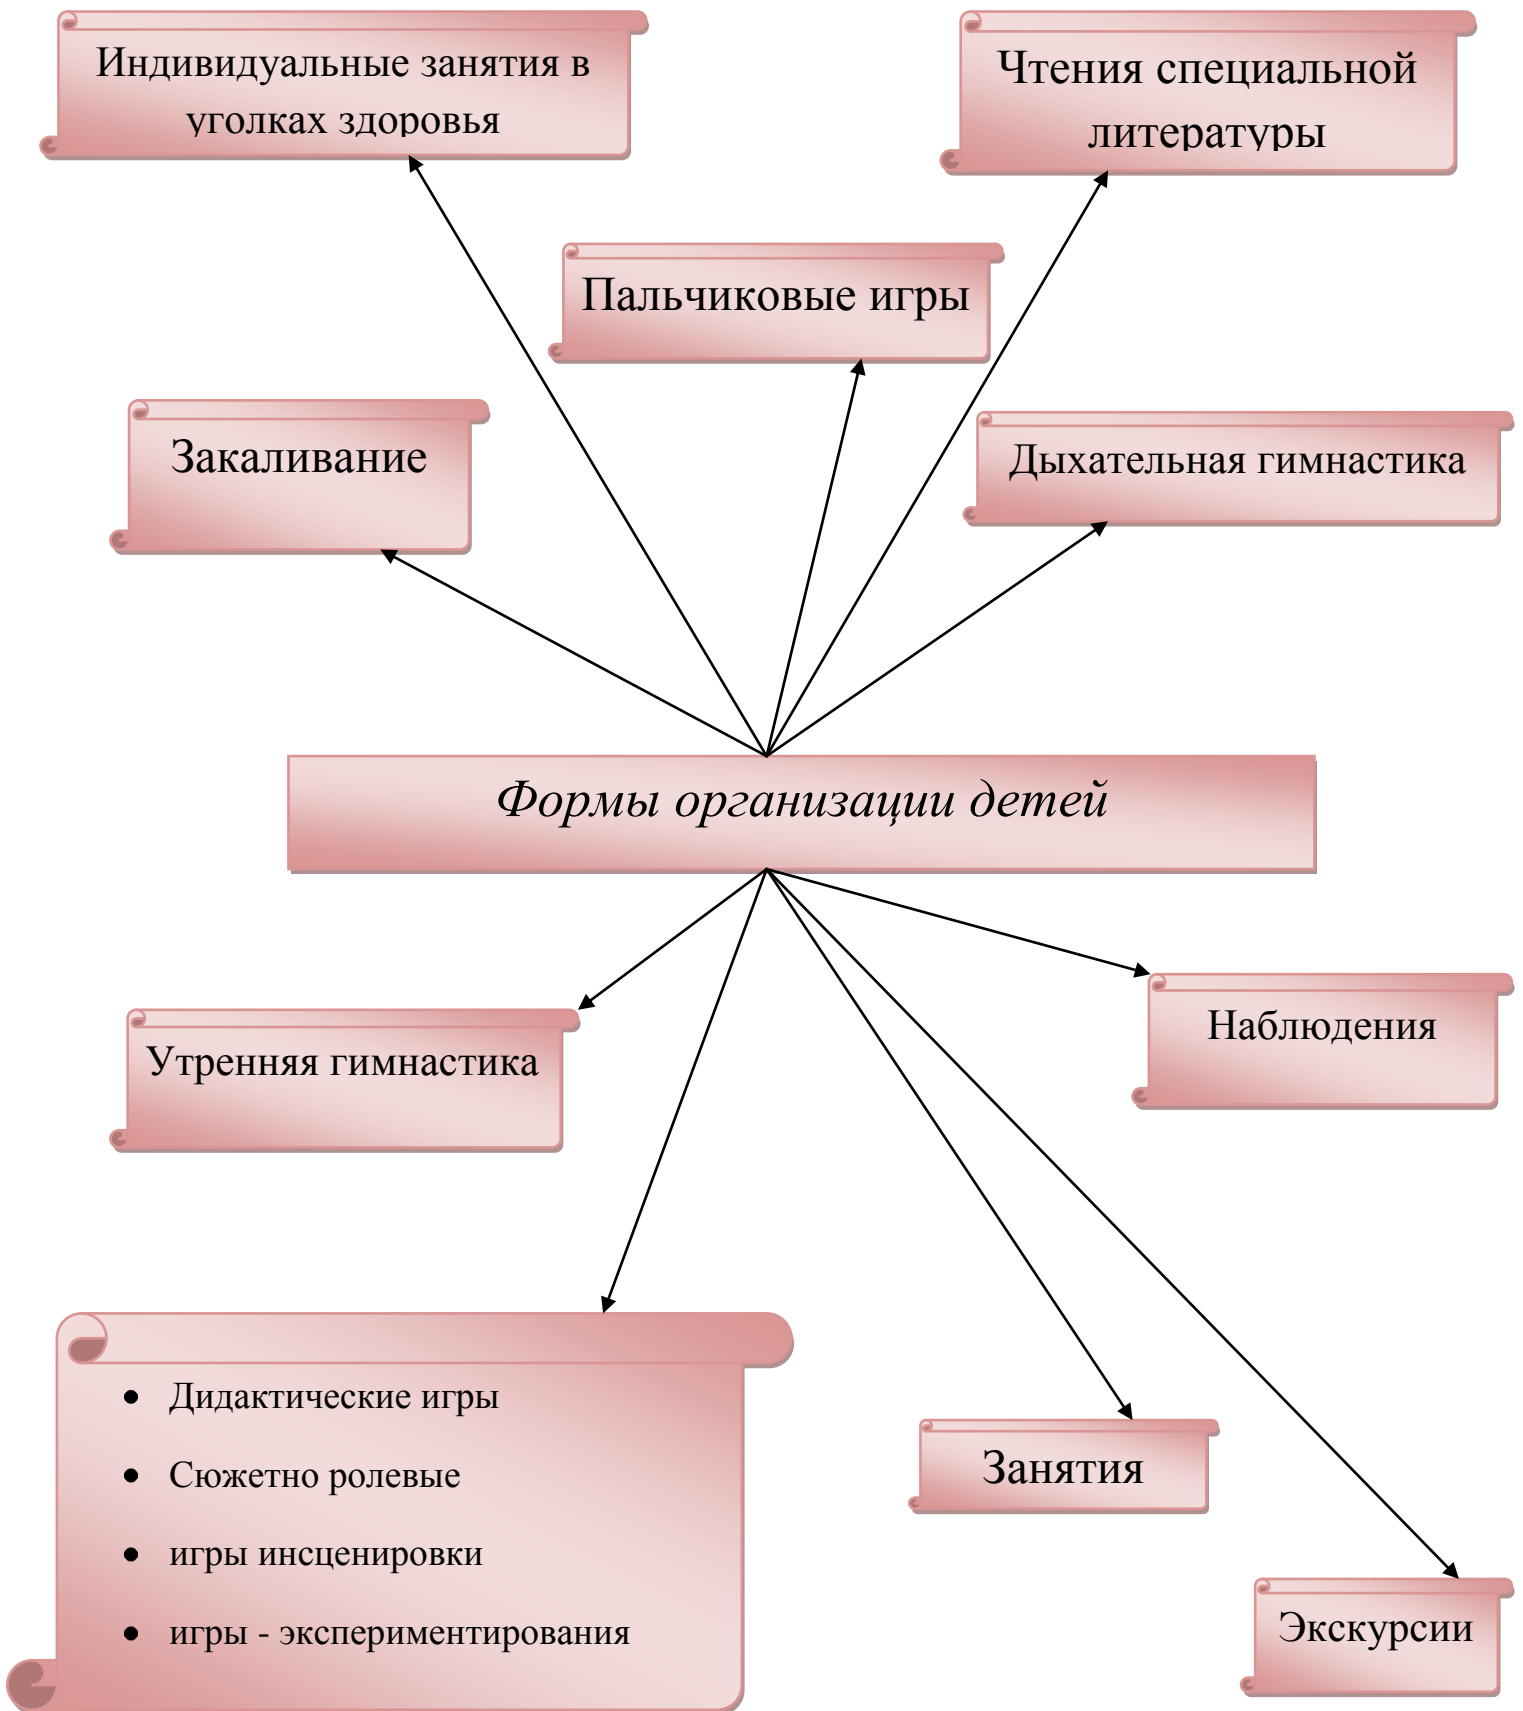 Индивидуальные занятия в
уголках здоровья
Чтения специальной
литературы
Пальчиковые игры
Закаливание
Дыхательная гимнастика
Формы организации детей
Утренняя гимнастика
Наблюдения
• Дидактические игры
• Сюжетно ролевые
• игры инсценировки
• игры - экспериментирования
Занятия
Экскурсии